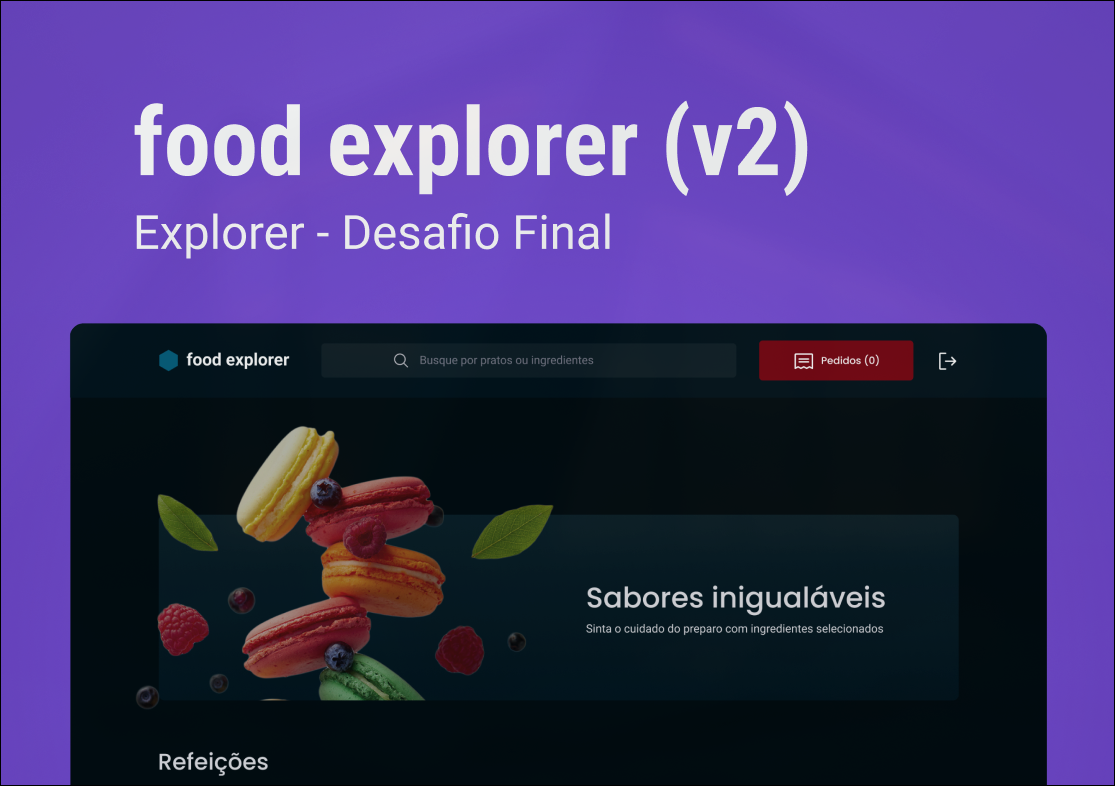 food explorer (v2)
Explorer - Desafio Final
food explorer
Busque por pratos ou ingredientes
Pedidos (0)
Sabores inigualáveis
Sinta o cuidado do preparo com ingredientes selecionados
Refeições